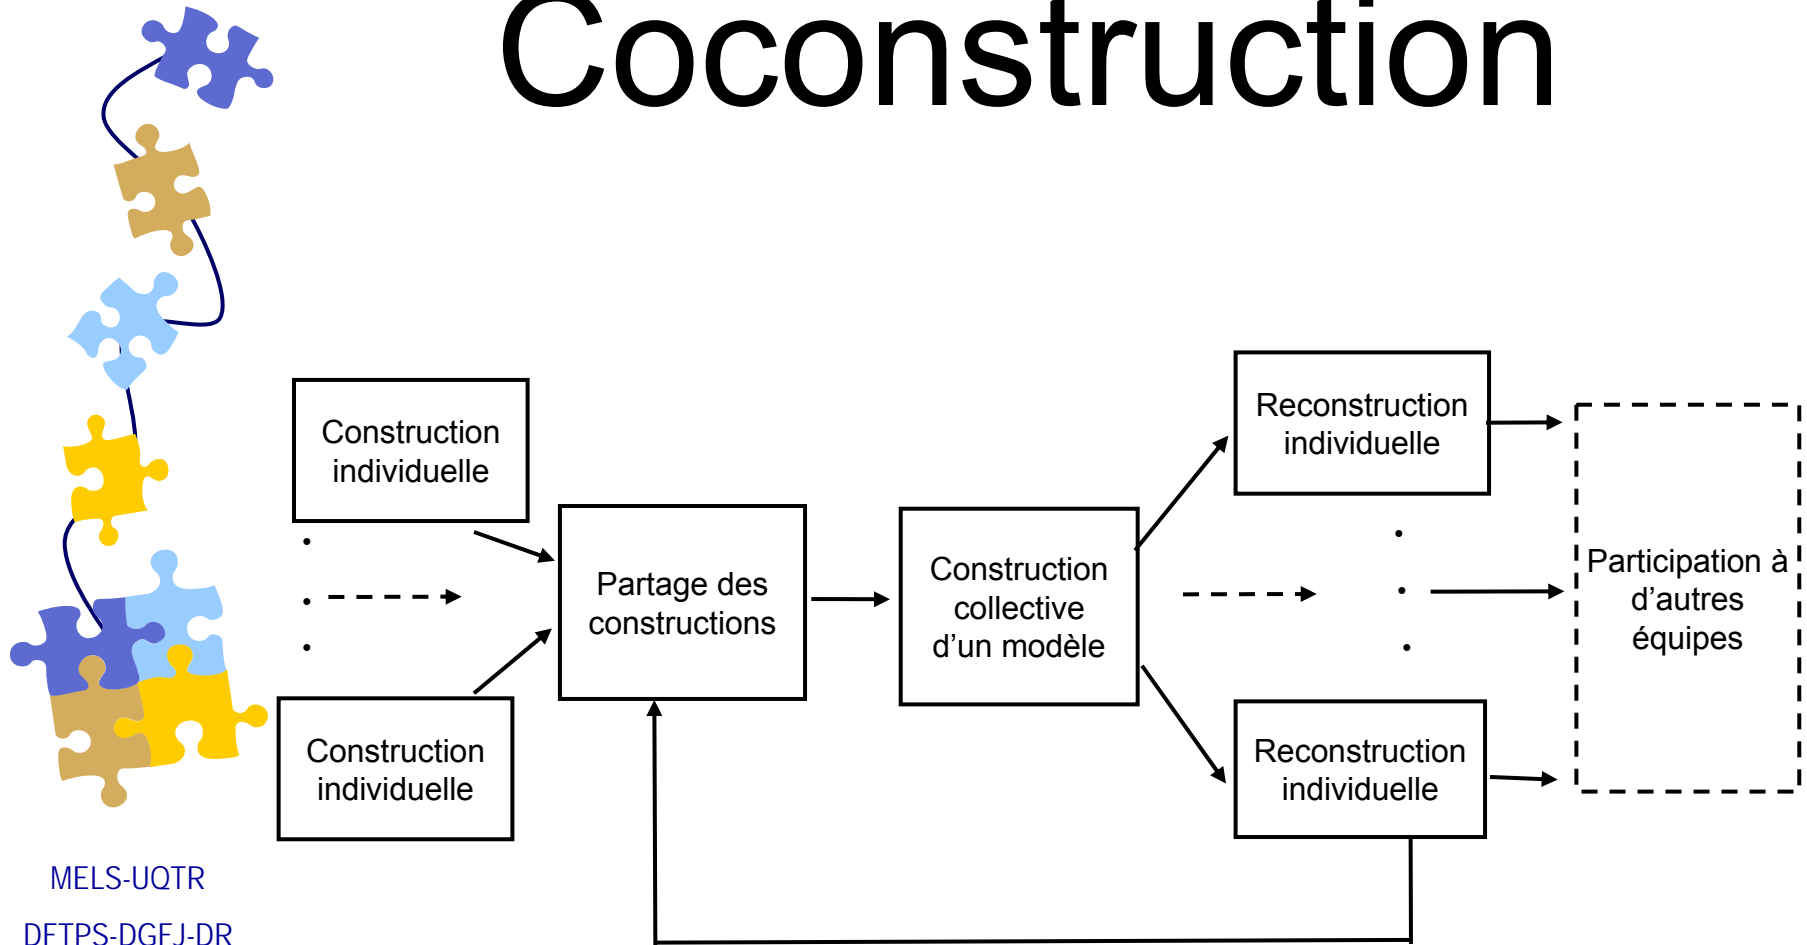 Coconstruction
Construction
individuelle
Partage des
constructions
Construction
individuelle
Construction
collective
d'un modèle
Reconstruction
individuelle
Reconstruction
individuelle
Participation à
d'autres
équipes
MELS-UQTR
DFTPS-DGFJ-DR